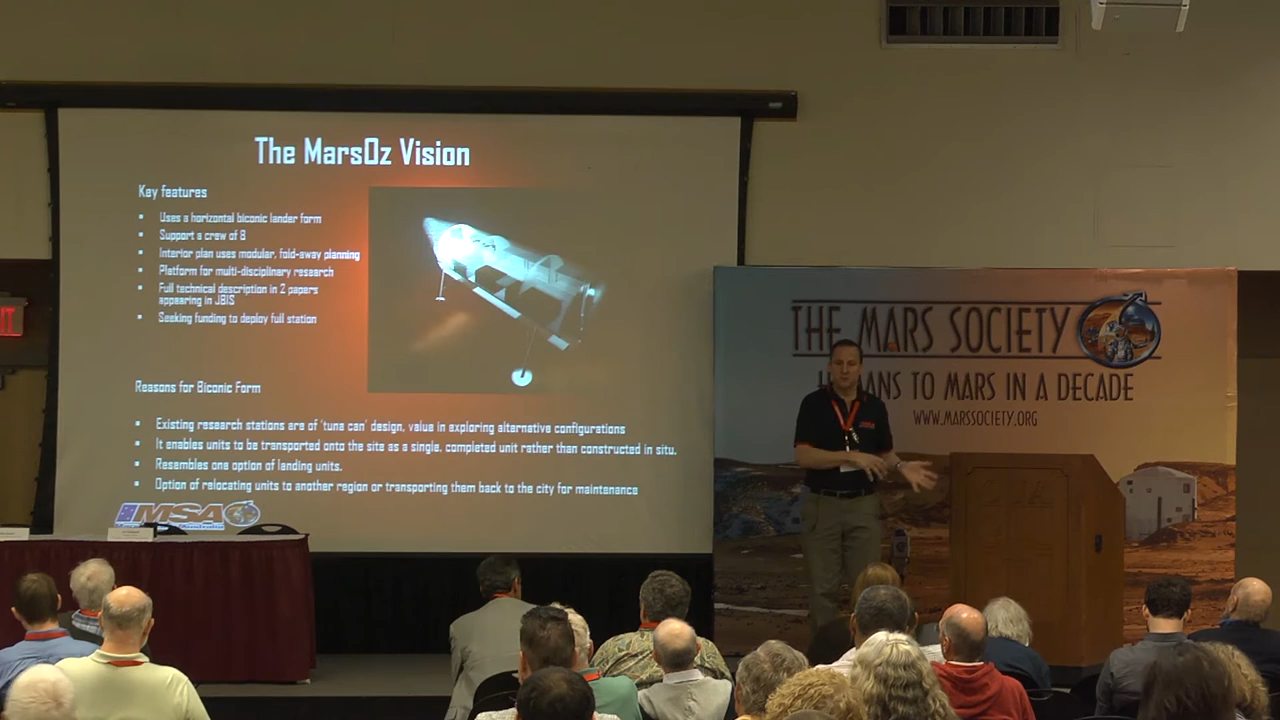 The MarsOz Vision
Key features
• Uses a horizontal biconic lander form
• Support a crew of 8
• Interior plan uses modular, fold-away planning
• Platform for multi-disciplinary research
• Full technical description in 2 papers
appearing in JBIS
• Seeking funding to deploy full station
Reasons for Biconic Form
• Existing research stations are of 'tuna can' design, value in exploring alternative configurations
• It enables units to be transported onto the site as a single, completed unit rather than constructed in situ.
• Resembles one option of landing units.
• Option of relocating units to another region or transporting them back to the city for maintenance
MSA
Australia
THE MARS SOCIETY
ANS TO MARS IN A DECADE
WWW.MARSSOCIETY.ORG
IT